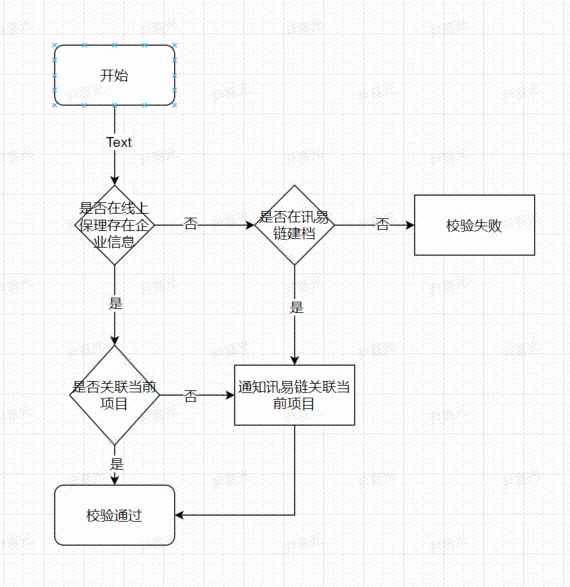 开始
Text
是否在线上
保理存在企
业信息
否
是否在讯易
链建档
否
校验失败
是
是
是否关联当前
项目
否
通知讯易链关联当
前项目
是
校验通过